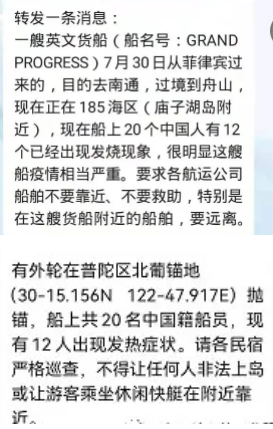 转发一条消息：
一艘英文货船（船名号：GRAND
PROGRESS）7月30日从菲律宾过
来的，目的去南通，过境到舟山，
现在正在185海区（庙子湖岛附
近），现在船上20个中国人有12
个已经出现发烧现象，很明显这艘
船疫情相当严重。要求各航运公司
船舶不要靠近、不要救助，特别是
在这艘货船附近的船舶，要远离。
有外轮在普陀区北葡锚地
(30-15.156N 122-47.917E) 抛
锚，船上共20名中国籍船员，现
有12人出现发热症状。请各民宿
严格巡查，不得让任何人非法上岛
或让游客乘坐休闲快艇在附近靠
近。